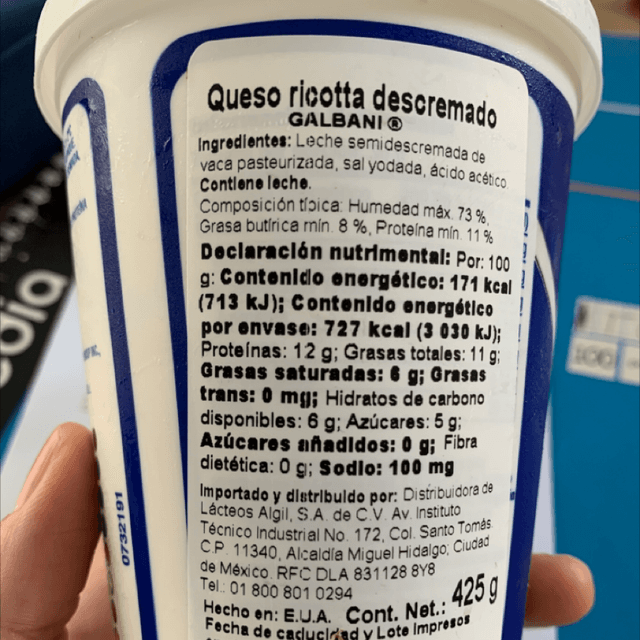 Queso ricotta descremado
GALBANI ®
Ingredientes: Leche semidescremada de
vaca pasteurizada, sal yodada, ácido acético.
Contiene leche.
Composición típica: Humedad máx. 73 %,
Grasa butírica mín. 8 %, Proteína mín. 11 %
Declaración nutrimental: Por: 100
g: Contenido energético: 171 kcal
(713 kJ); Contenido energético
por envase: 727 kcal (3 030 kJ);
Proteínas: 12 g; Grasas totales: 11 g;
Grasas saturadas: 6 g; Grasas
trans: 0 mg; Hidratos de carbono
disponibles: 6 g; Azúcares: 5 g;
Azúcares añadidos: 0 g; Fibra
dietética: 0 g; Sodio: 100 mg
Importado y distribuido por: Distribuidora de
Lácteos Algil, S.A. de C.V. Av. Instituto
Técnico Industrial No. 172, Col. Santo Tomás.
C.P. 11340, Alcaldía Miguel Hidalgo; Ciudad
de México. RFC DLA 831128 8Y8
Tel.: 01 800 801 0294
Hecho en: E.U.A. Cont. Net.: 425 g
Fecha de caducidad y Lote Impresos
0732191
100